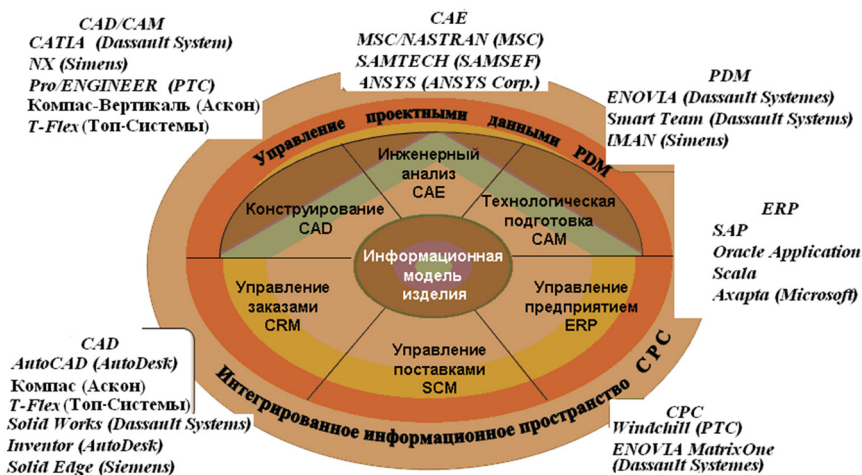 CAD/CAM
CATIA (Dassault System)
NX (Simens)
Pro/ENGINEER (PTC)
Компас-Вертикаль (Аскон)
T-Flex (Топ-Системы)
CAE
MSC/NASTRAN (MSC)
SAMTECH (SAMSEF)
ANSYS (ANSYS Corp.)
PDM
ENOVIA (Dassault Systemes)
Smart Team (Dassault Systems)
IMAN (Simens)
Управление проектными данными PDM
Инженерный
анализ
CAE
Конструирование
CAD
Технологическая
подготовка
CAM
Информационная
модель
изделия
Управление
заказами
CRM
Управление
предприятием
ERP
Управление
поставками
SCM
Интегрированное информационное пространство CPC
ERP
SAP
Oracle Application
Scala
Axapta (Microsoft)
CAD
AutoCAD (AutoDesk)
Компас (Аскон)
T-Flex (Топ-Системы)
Solid Works (Dassault Systems)
Inventor (AutoDesk)
Solid Edge (Siemens)
CPC
Windchill (PTC)
ENOVIA MatrixOne
(Dassault Systemes)